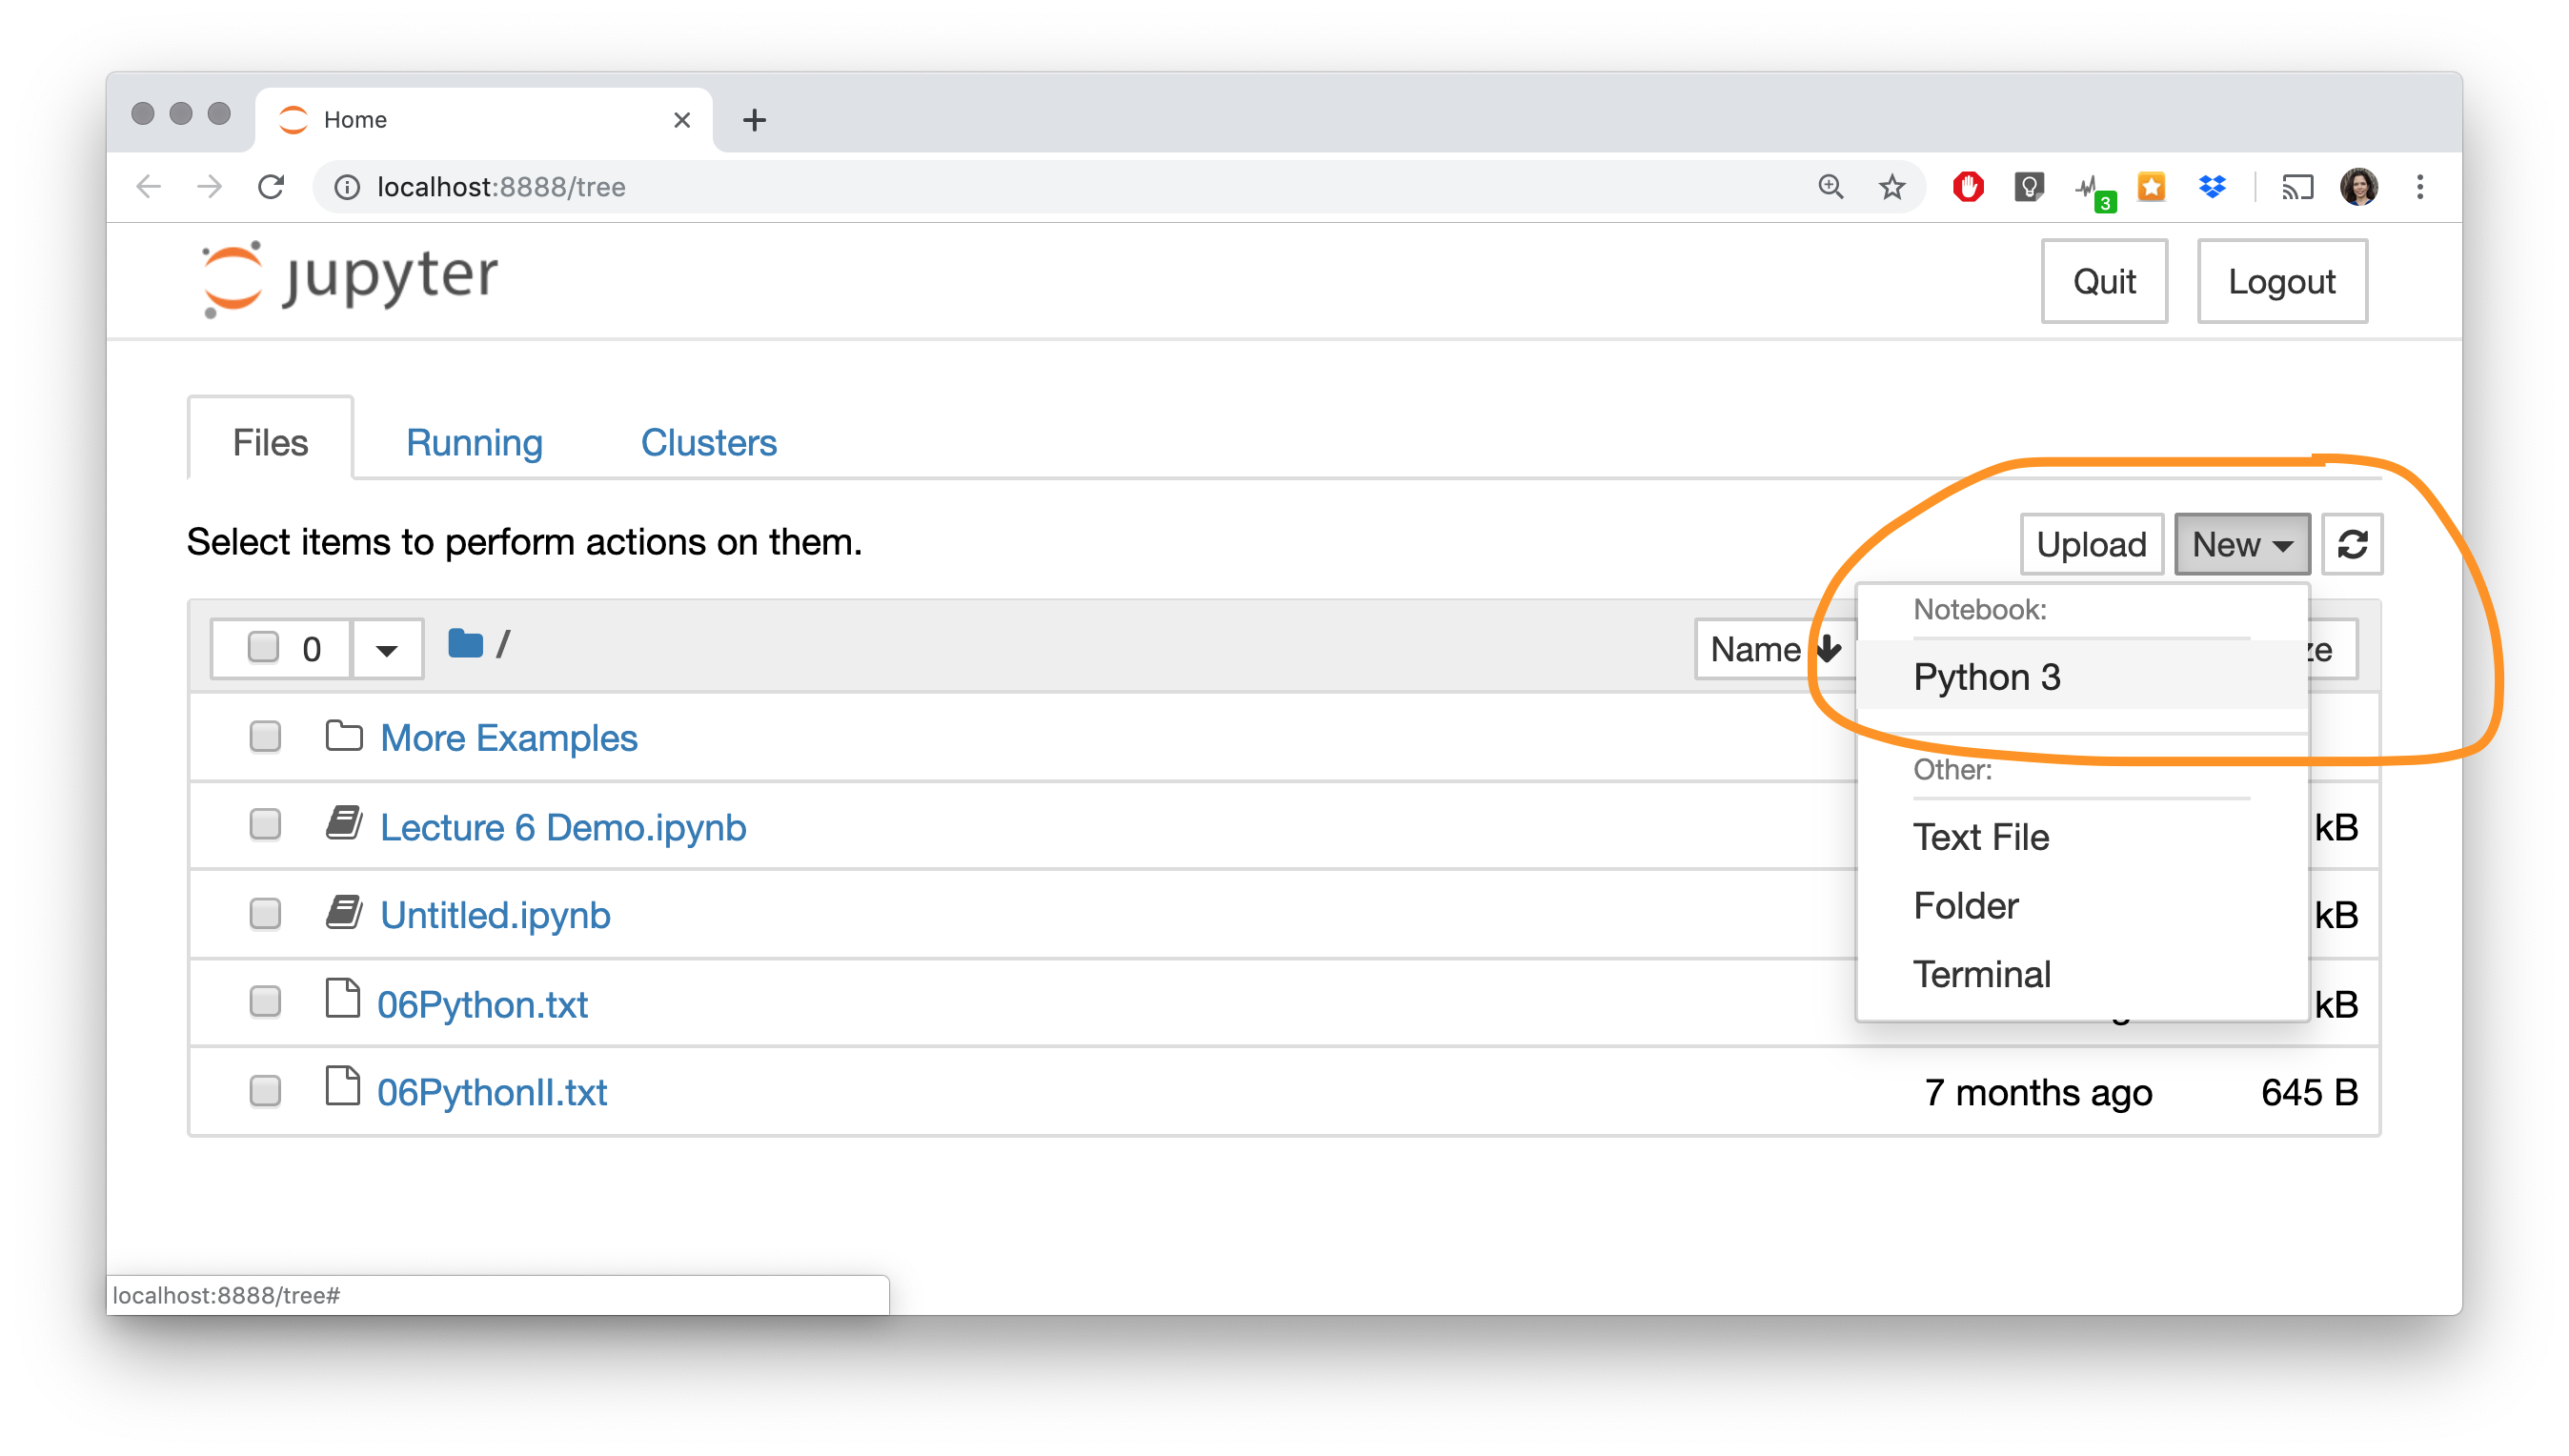 Home
localhost:8888/tree
3
jupyter
Quit Logout
Files Running Clusters
Select items to perform actions on them.
Upload New
0 / Name
Notebook:
Python 3
More Examples
Other:
Lecture 6 Demo.ipynb kB
Text File
Untitled.ipynb kB
Folder
Terminal
06Python.txt kB
06PythonII.txt 7 months ago 645 B
localhost:8888/tree#